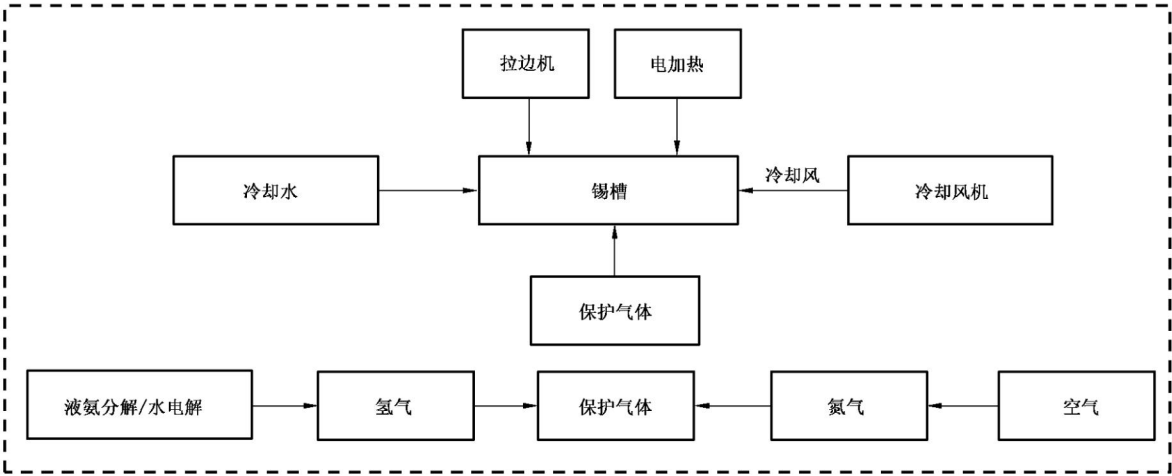 拉边机
电加热
冷却水
锡槽
冷却风
冷却风机
保护气体
液氨分解/水电解
氢气
保护气体
氮气
空气